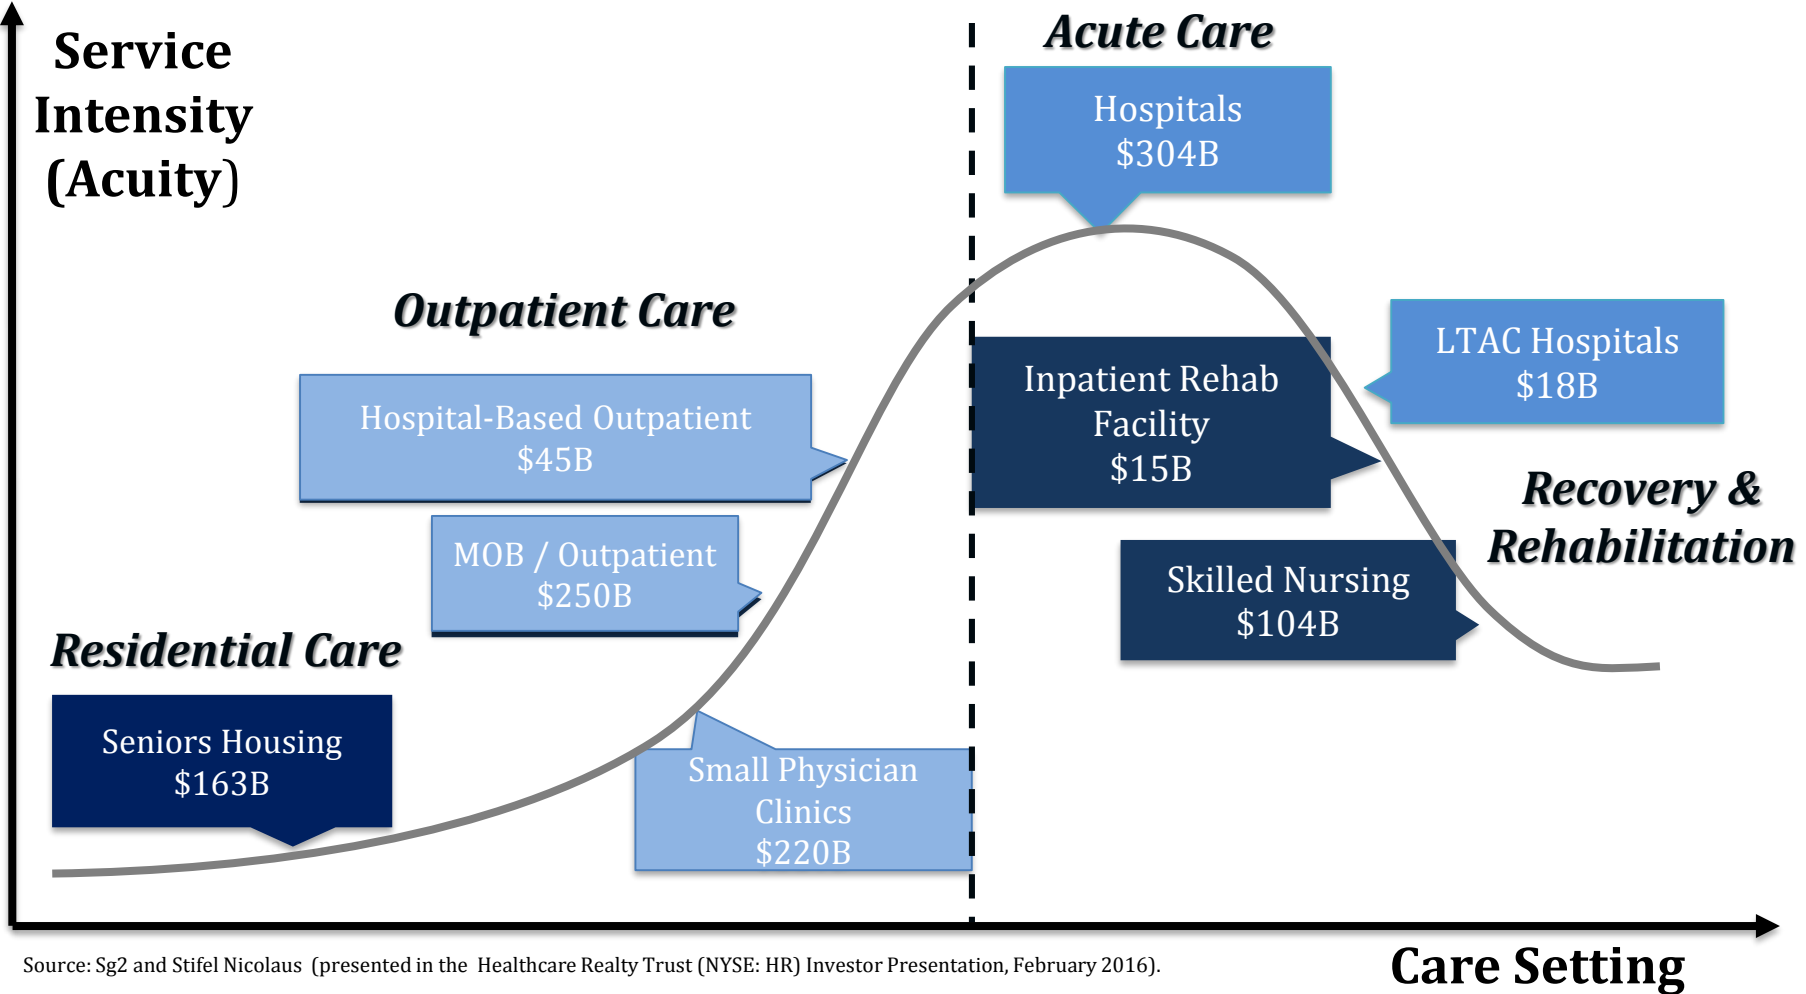 Service
Intensity
(Acuity)
Acute Care
Hospitals
$304B
Outpatient Care
Hospital-Based Outpatient
$45B
MOB / Outpatient
$250B
Residential Care
Seniors Housing
$163B
Small Physician
Clinics
$220B
Inpatient Rehab
Facility
$15B
LTAC Hospitals
$18B
Recovery &
Rehabilitation
Skilled Nursing
$104B
Care Setting
Source: Sg2 and Stifel Nicolaus (presented in the Healthcare Realty Trust (NYSE: HR) Investor Presentation, February 2016).